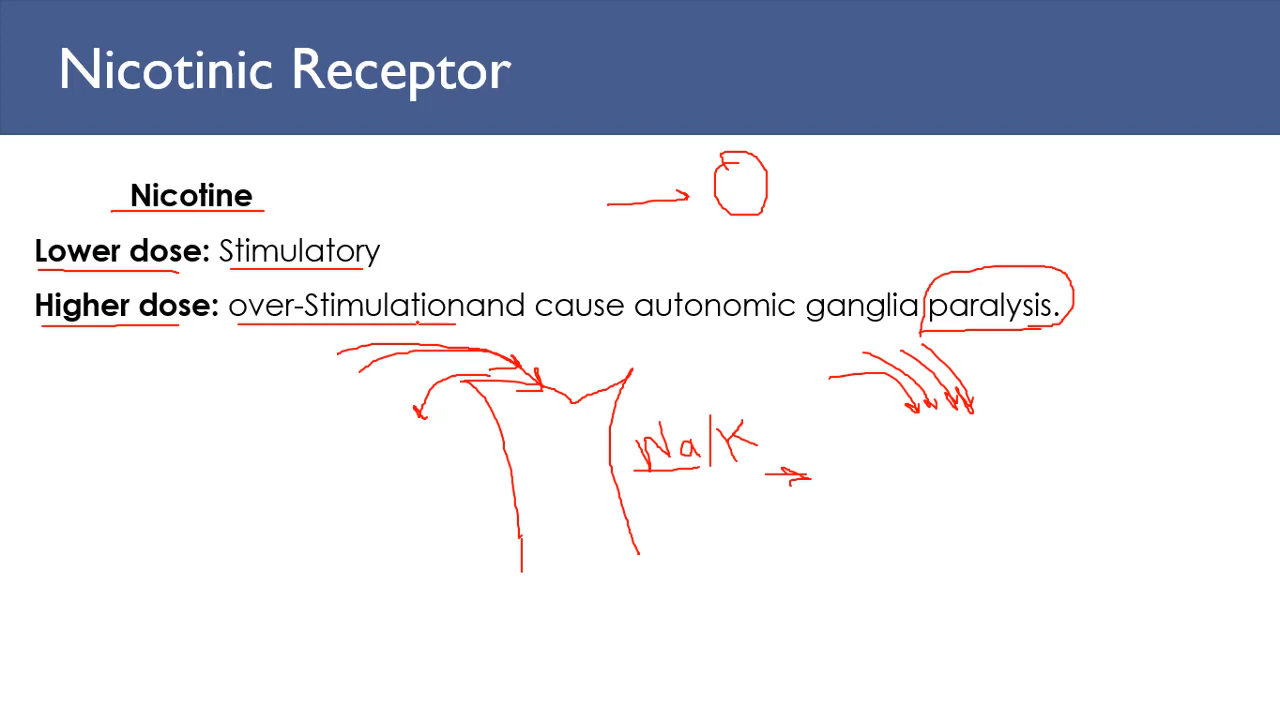 Nicotinic Receptor
Nicotine
Lower dose: Stimulatory
Higher dose: over-Stimulationand cause autonomic ganglia paralysis.
Na/K